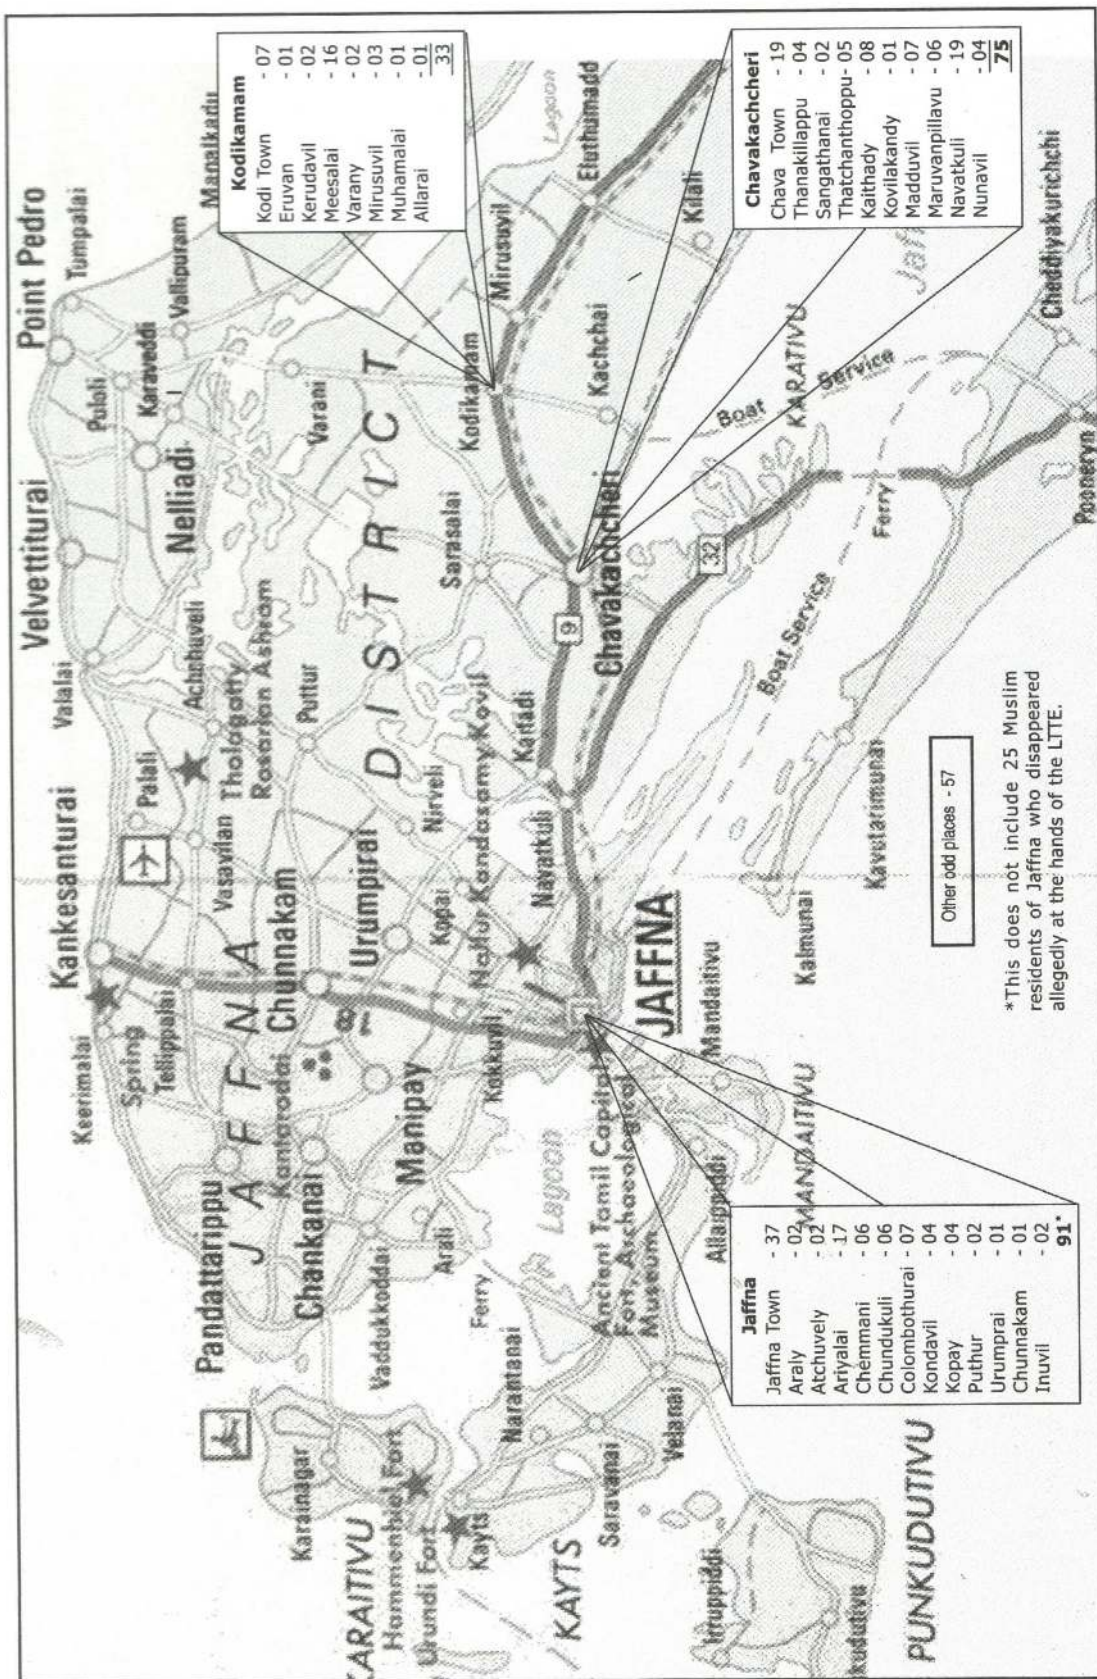 Kodikamam
Kodi Town - 07
Eruvan - 01
Kerudavil - 02
Meesalai - 16
Varany - 02
Mirusuvil - 03
Muhamalai - 01
Allarai - 01
33
Chavakachcheri
Chava Town - 19
Thanakillappu - 04
Sangathanai - 02
Thatchanthoppu- 05
Kaithady - 08
Kovilakandy - 01
Madduvil - 07
Maruvanpillavu - 06
Navatkuli - 19
Nunavil - 04
75
Jaffna
Jaffna Town - 37
Araly - 02
Atchuvely - 02
Ariyalai - 17
Chemmani - 06
Chundukuli - 06
Colombothurai - 07
Kondavil - 04
Kopay - 04
Puthur - 02
Urumprai - 01
Chunnakam - 01
Inuvil - 02
91*
Other odd places - 57
*This does not include 25 Muslim
residents of Jaffna who disappeared
allegedly at the hands of the LTTE.
Point Pedro
Tumpalai
Manalkadu
Vallipuram
Puloli
Karaveddi
Velvettiturai
Nelliadi
Varani
Valalai
Achchuveli
Tholagatty
Rosarian Ashram
Puttur
Kankesanturai
Palali
Vasavilan
Keerimalai
Spring
Tellippalai
Chunnakam
Urumpirai
Nirveli
Kopai
Nallur Kandasamy Kovil
Kantarodai
Pandattarippu
Chankanai
Manipay
Kokkuvil
Vaddukkoddai
Arali
Ferry
Lagoon
JAFFNA DISTRICT
Kodikamam
Mirusuvil
Eluthumadd
Lagoon
Kilali
Kachchai
Sarasalai
Chavakachcheri
9
32
Kaitadi
Navatkuli
JAFFNA
Ancient Tamil Capital
Fort, Archaeological
Museum
Mandaitivu
MANDAITIVU
Allaippiddi
Kalmunai
Kavutarimunai
Boat Service
Boat Service
Ferry
KARATIVU
Jaff
Cheddiyakurichchi
Pooneryn
Karainagar
KARAITIVU
Hammenhiel Fort
Urundi Fort
Kayts
KAYTS
Narantanai
Saravanai
Velanai
Irruppiddi
kudutivu
PUNKUDUTIVU